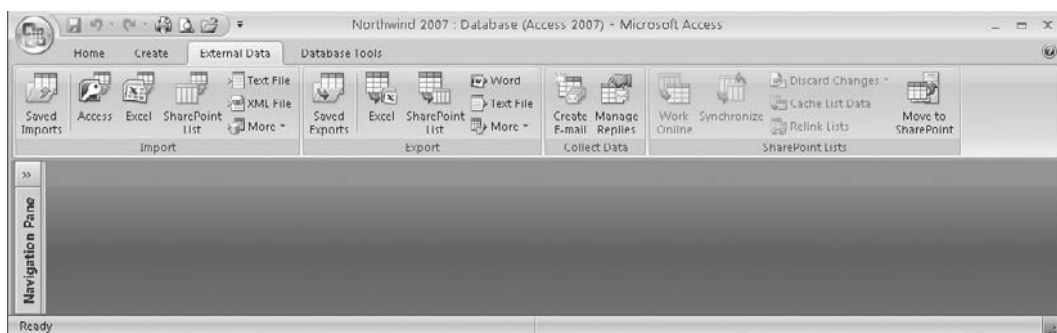 Northwind 2007 : Database (Access 2007) - Microsoft Access
Home Create External Data Database Tools
Saved Imports
Access
Excel
SharePoint List
Text File
XML File
More
Import
Saved Exports
Excel
SharePoint List
Word
Text File
More
Export
Create E-mail
Manage Replies
Collect Data
Work Online
Synchronize
Discard Changes
Cache List Data
Relink Lists
Move to SharePoint
SharePoint Lists
Navigation Pane
Ready